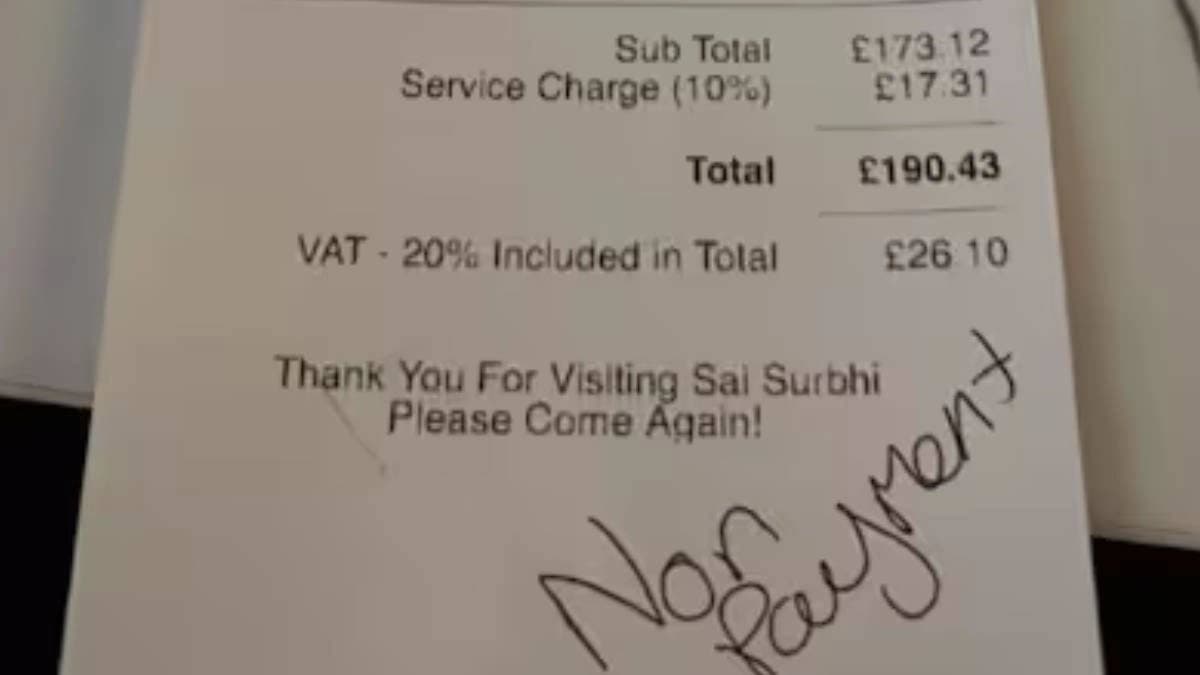 Sub Total £173.12
Service Charge (10%) £17.31
Total £190.43
VAT - 20% Included in Total £26.10
Thank You For Visiting Sai Surbhi
Please Come Again!
Non
Payment